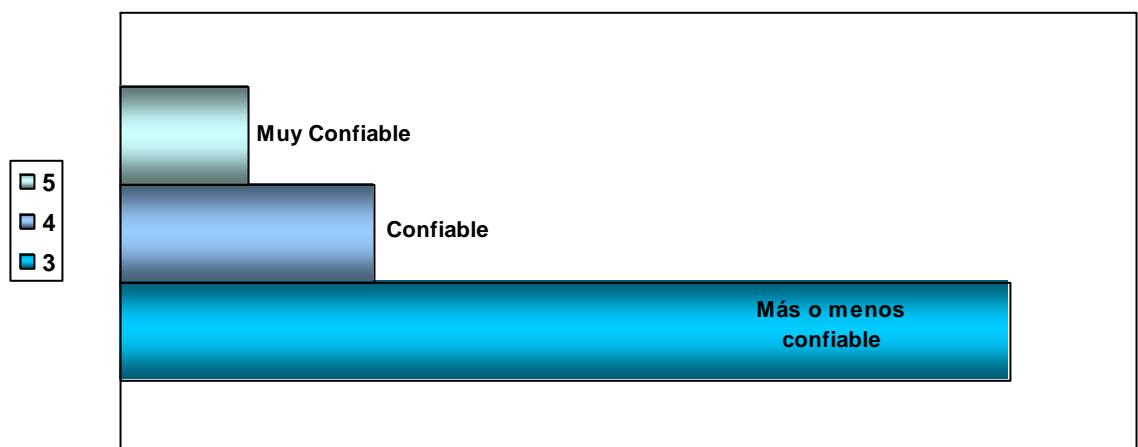 Muy Confiable
5
4
Confiable
3
Más o menos
confiable